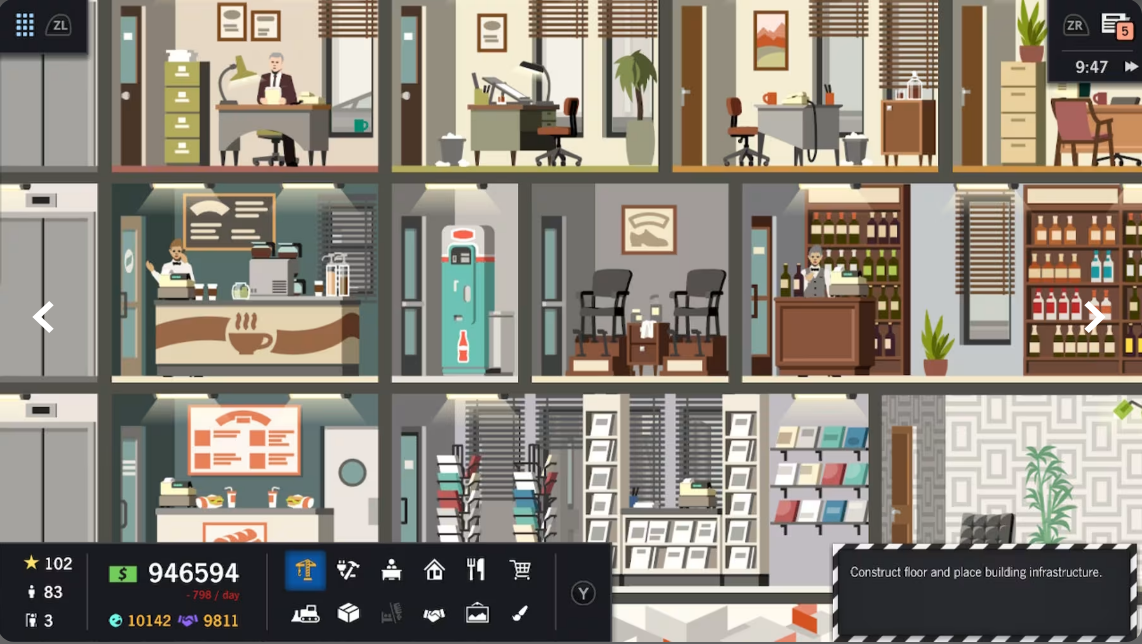 ZL
ZR
5
9:47
102
83
3
$ 946594
-798 / day
10142 9811
Y
Construct floor and place building infrastructure.